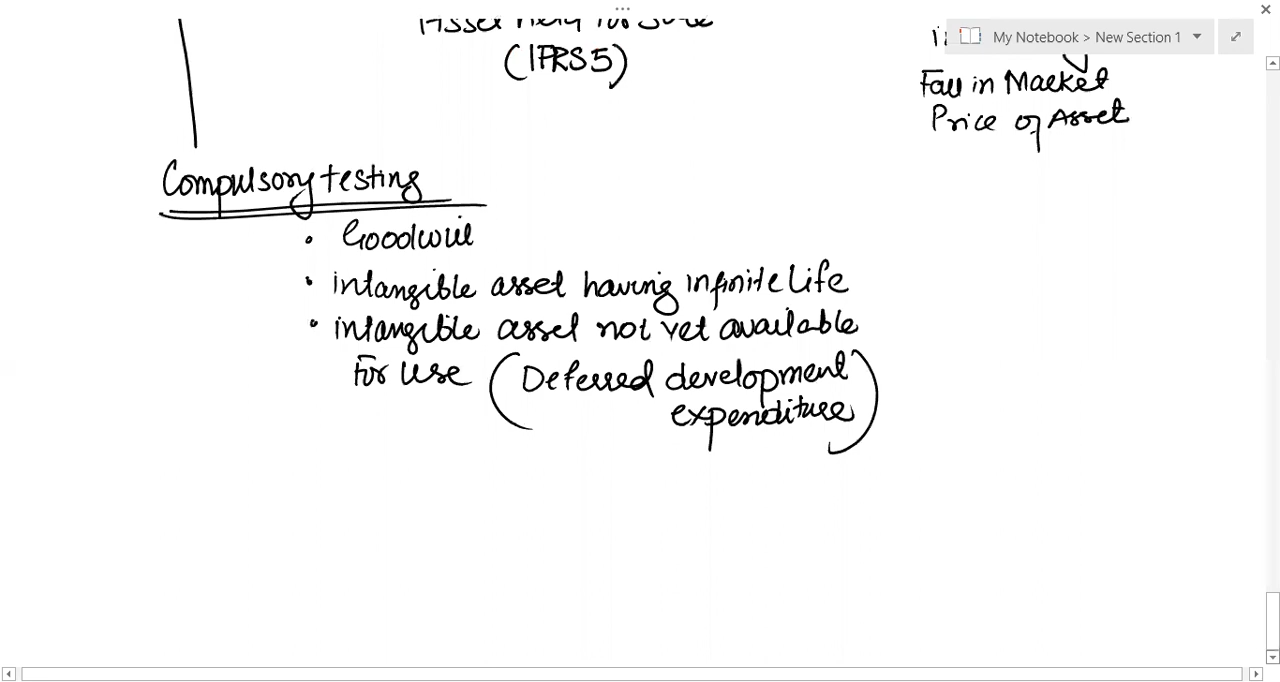 My Notebook > New Section 1
(IFRS 5)
Fall in Market
Price of Asset
Compulsory testing
• Goodwill
• intangible asset having infinite life
• intangible asset not yet available
For Use (Deferred development
expenditure)